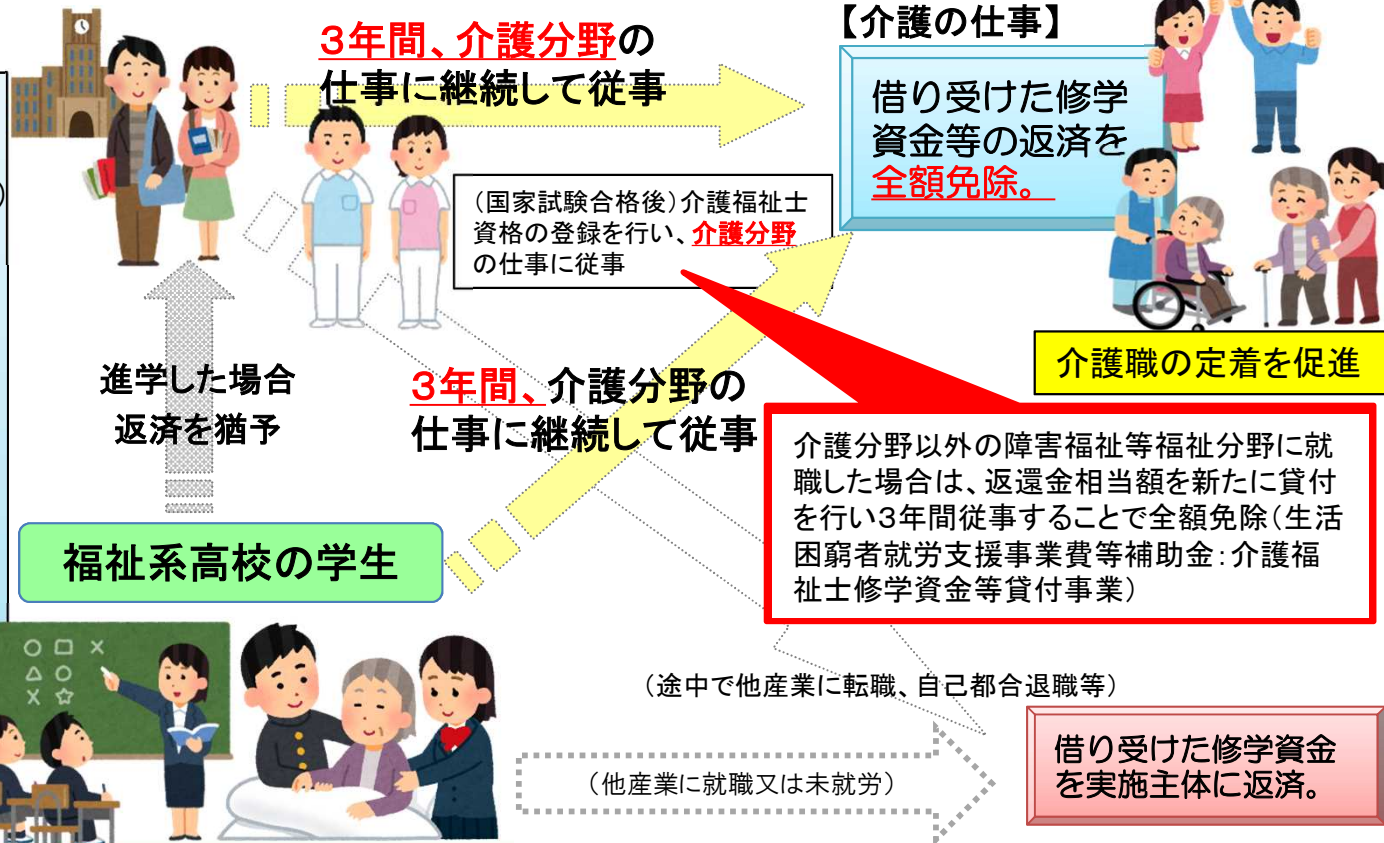 3年間、介護分野の
仕事に継続して従事
【介護の仕事】
借り受けた修学
資金等の返済を
全額免除。
)
(国家試験合格後)介護福祉士
資格の登録を行い、介護分野
の仕事に従事
介護職の定着を促進
進学した場合
返済を猶予
3年間、介護分野の
仕事に継続して従事
介護分野以外の障害福祉等福祉分野に就
職した場合は、返還金相当額を新たに貸付
を行い3年間従事することで全額免除(生活
困窮者就労支援事業費等補助金:介護福
祉士修学資金等貸付事業)
福祉系高校の学生
(途中で他産業に転職、自己都合退職等)
(他産業に就職又は未就労)
借り受けた修学資金
を実施主体に返済。